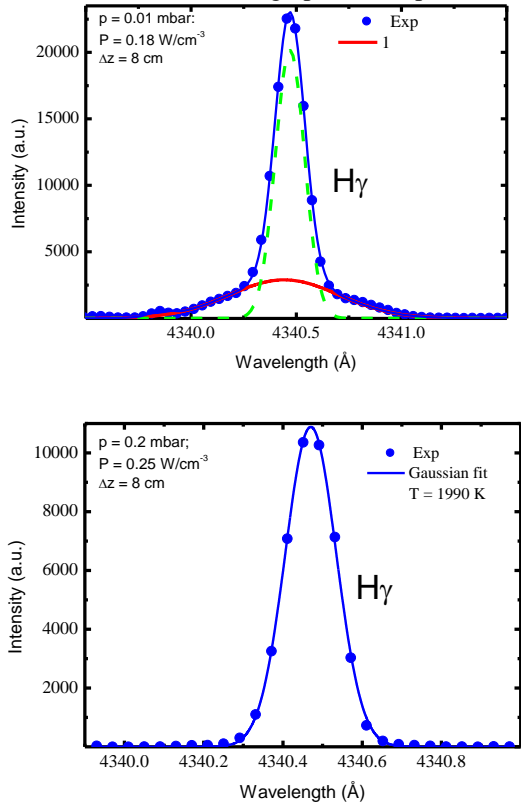 p = 0.01 mbar:
P = 0.18 W/cm⁻³
Δz = 8 cm
Exp
1
Hγ
20000
15000
10000
5000
Intensity (a.u.)
4340.0 4340.5 4341.0
Wavelength (Å)
p = 0.2 mbar;
P = 0.25 W/cm⁻³
Δz = 8 cm
Exp
Gaussian fit
T = 1990 K
Hγ
10000
8000
6000
4000
2000
Intensity (a.u.)
4340.0 4340.2 4340.4 4340.6 4340.8
Wavelength (Å)